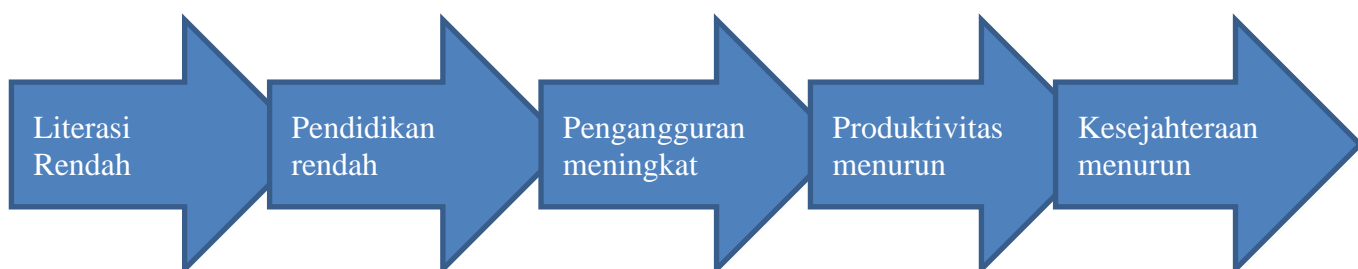 Literasi
Rendah
Pendidikan
rendah
Pengangguran
meningkat
Produktivitas
menurun
Kesejahteraan
menurun